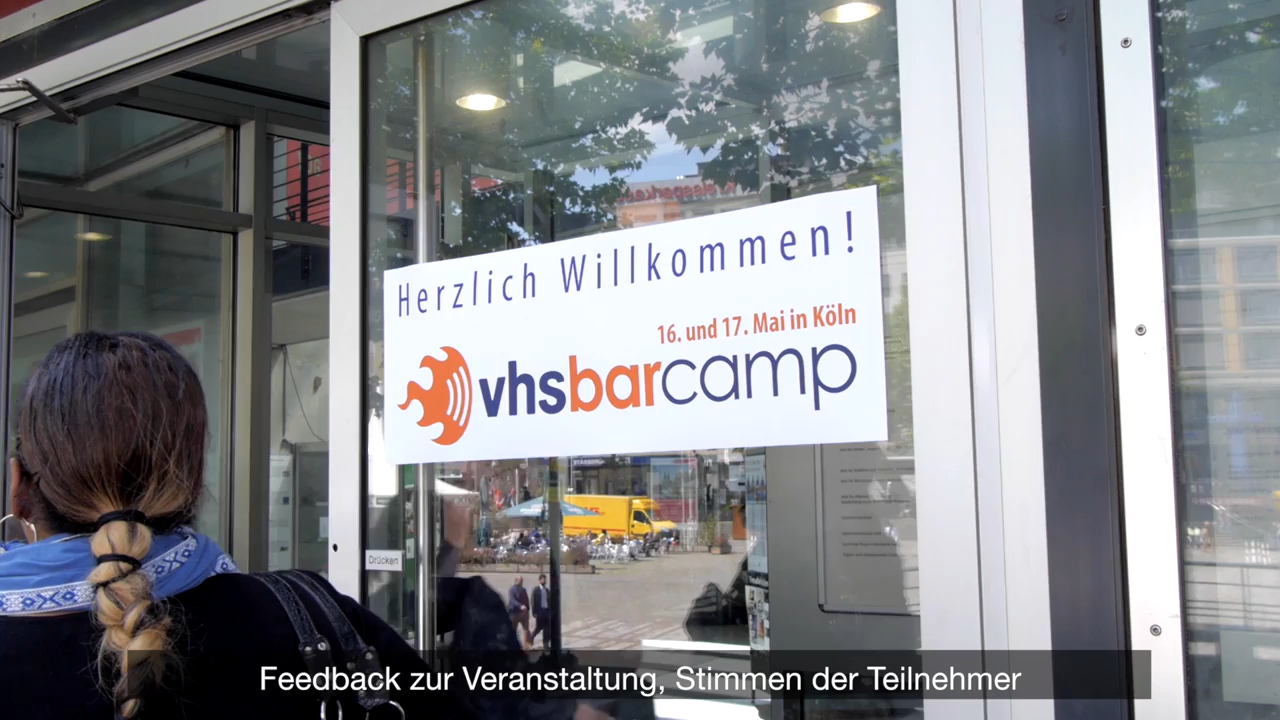 Herzlich Willkommen!
16. und 17. Mai in Köln
vhsbarcamp
Drücken
Feedback zur Veranstaltung, Stimmen der Teilnehmer